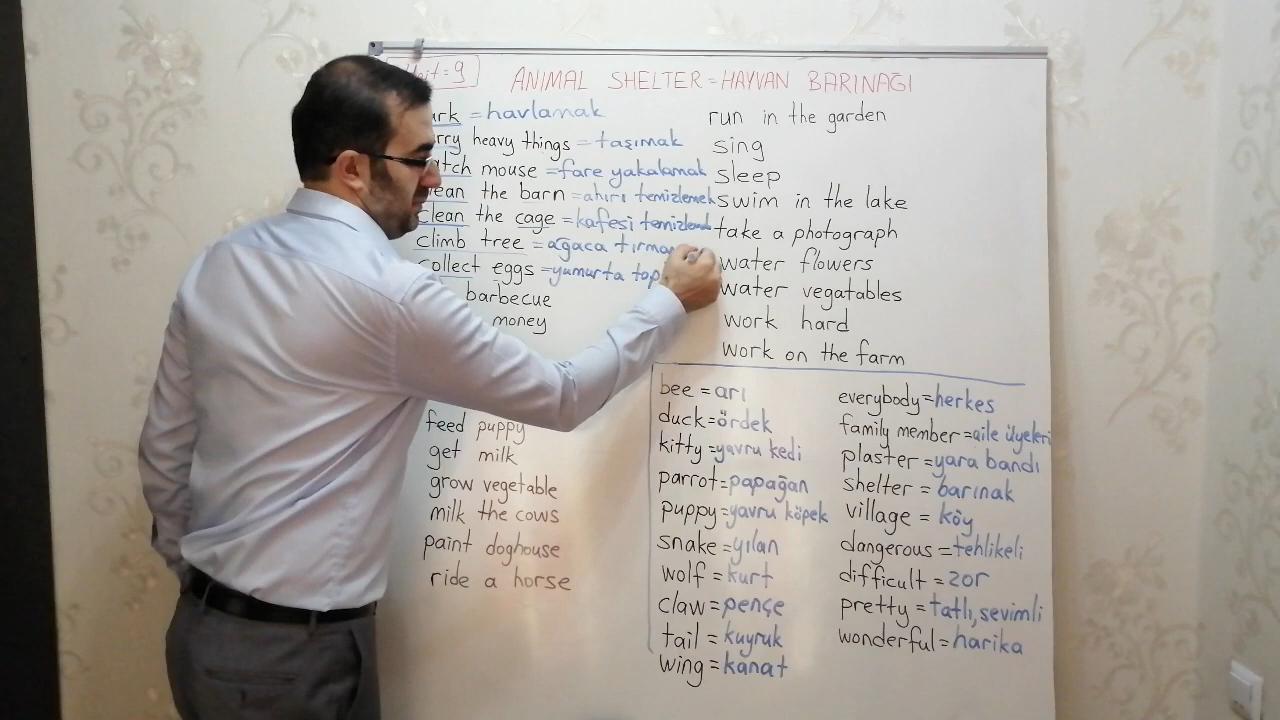 Unit = 9 ANIMAL SHELTER = HAYVAN BARINAĞI
= havlamak
heavy things = taşımak
mouse = fare yakalamak
the barn = ahırı temizlemek
clean the cage = kafesi
climb tree = ağaca
collect eggs = yumurta
barbecue
money
feed puppy
get milk
grow vegetable
milk the cows
paint doghouse
ride a horse
run in the garden
sing
sleep
swim in the lake
take a photograph
water flowers
water vegatables
work hard
work on the farm
bee = arı
duck = ördek
kitty = yavru kedi
parrot = papağan
puppy = yavru köpek
snake = yılan
wolf = kurt
claw = pençe
tail = kuyruk
wing = kanat
everybody = herkes
family member = aile üyeleri
plaster = yara bandı
shelter = barınak
village = köy
dangerous = tehlikeli
difficult = zor
pretty = tatlı, sevimli
wonderful = harika